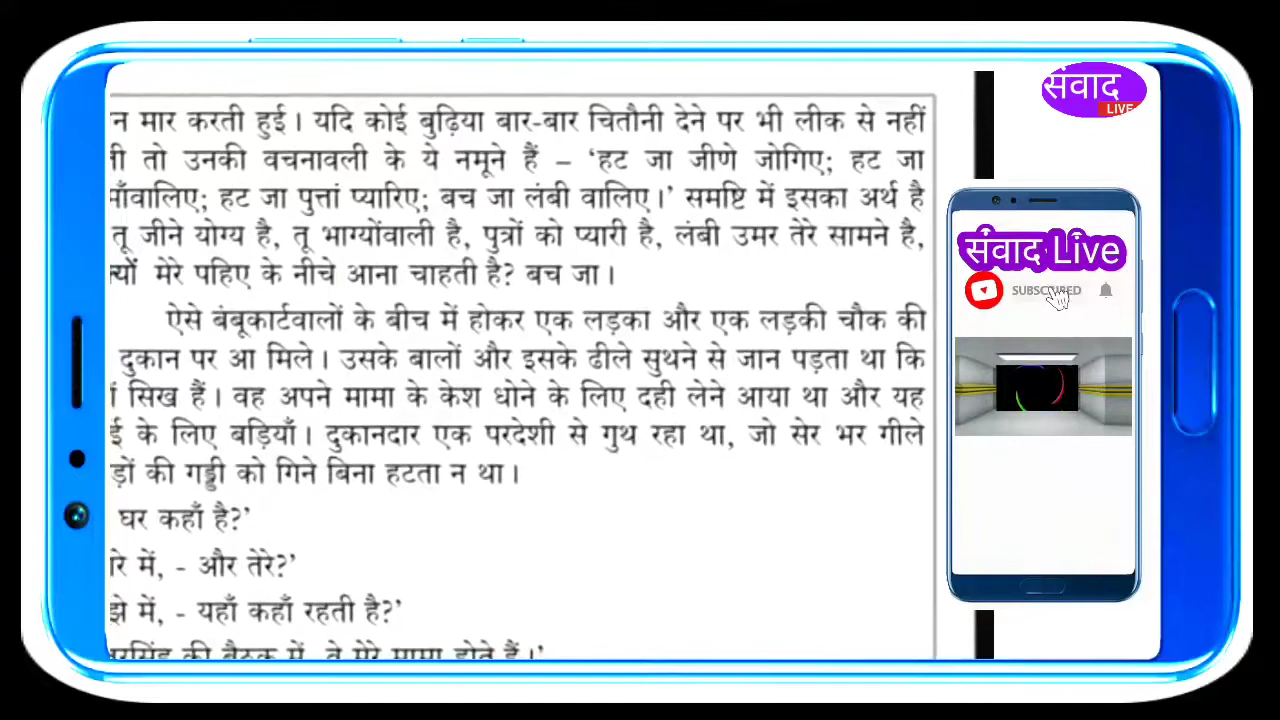 न मार करती हुई। यदि कोई बुढ़िया बार-बार चितौनी देने पर भी लीक से नहीं
तो उनकी वचनावली के ये नमूने हैं – ‘हट जा जीणे जोगिए; हट जा
हट जा पुत्तां प्यारिए; बच जा लंबी वालिए।’ समष्टि में इसका अर्थ है
तू जीने योग्य है, तू भाग्योंवाली है, पुत्रों को प्यारी है, लंबी उमर तेरे सामने है,
मेरे पहिए के नीचे आना चाहती है? बच जा।
ऐसे बंबूकार्टवालों के बीच में होकर एक लड़का और एक लड़की चौक की
दुकान पर आ मिले। उसके बालों और इसके ढीले सुथने से जान पड़ता था कि
सिख हैं। वह अपने मामा के केश धोने के लिए दही लेने आया था और यह
के लिए बड़ियाँ। दुकानदार एक परदेशी से गुथ रहा था, जो सेर भर गीले
की गड्डी को गिने बिना हटता न था।
घर कहाँ है?’
में, - और तेरे?’
में, - यहाँ कहाँ रहती है?’
की बैठक में, वे मेरे मामा होते हैं।’
संवाद
LIVE
संवाद Live
SUBSCRIBED